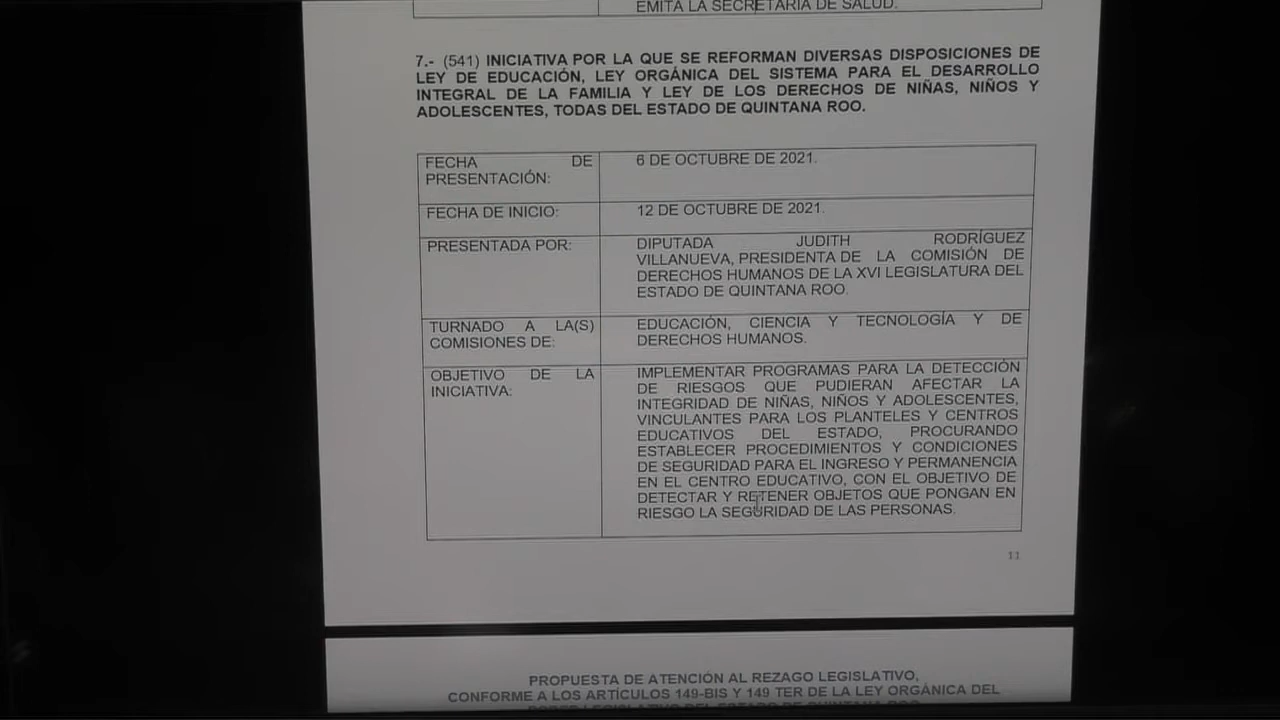 EMITA LA SECRETARÍA DE SALUD.
7.- (541) INICIATIVA POR LA QUE SE REFORMAN DIVERSAS DISPOSICIONES DE
LEY DE EDUCACIÓN, LEY ORGÁNICA DEL SISTEMA PARA EL DESARROLLO
INTEGRAL DE LA FAMILIA Y LEY DE LOS DERECHOS DE NIÑAS, NIÑOS Y
ADOLESCENTES, TODAS DEL ESTADO DE QUINTANA ROO.
FECHA DE
PRESENTACIÓN:
6 DE OCTUBRE DE 2021.
FECHA DE INICIO:
12 DE OCTUBRE DE 2021.
PRESENTADA POR:
DIPUTADA JUDITH RODRÍGUEZ
VILLANUEVA, PRESIDENTA DE LA COMISIÓN DE
DERECHOS HUMANOS DE LA XVI LEGISLATURA DEL
ESTADO DE QUINTANA ROO.
TURNADO A LA(S)
COMISIONES DE:
EDUCACIÓN, CIENCIA Y TECNOLOGÍA Y DE
DERECHOS HUMANOS.
OBJETIVO DE LA
INICIATIVA:
IMPLEMENTAR PROGRAMAS PARA LA DETECCIÓN
DE RIESGOS QUE PUDIERAN AFECTAR LA
INTEGRIDAD DE NIÑAS, NIÑOS Y ADOLESCENTES,
VINCULANTES PARA LOS PLANTELES Y CENTROS
EDUCATIVOS DEL ESTADO, PROCURANDO
ESTABLECER PROCEDIMIENTOS Y CONDICIONES
DE SEGURIDAD PARA EL INGRESO Y PERMANENCIA
EN EL CENTRO EDUCATIVO, CON EL OBJETIVO DE
DETECTAR Y RETENER OBJETOS QUE PONGAN EN
RIESGO LA SEGURIDAD DE LAS PERSONAS.
11
PROPUESTA DE ATENCIÓN AL REZAGO LEGISLATIVO,
CONFORME A LOS ARTÍCULOS 149-BIS Y 149 TER DE LA LEY ORGÁNICA DEL
PODER LEGISLATIVO DEL ESTADO DE QUINTANA ROO